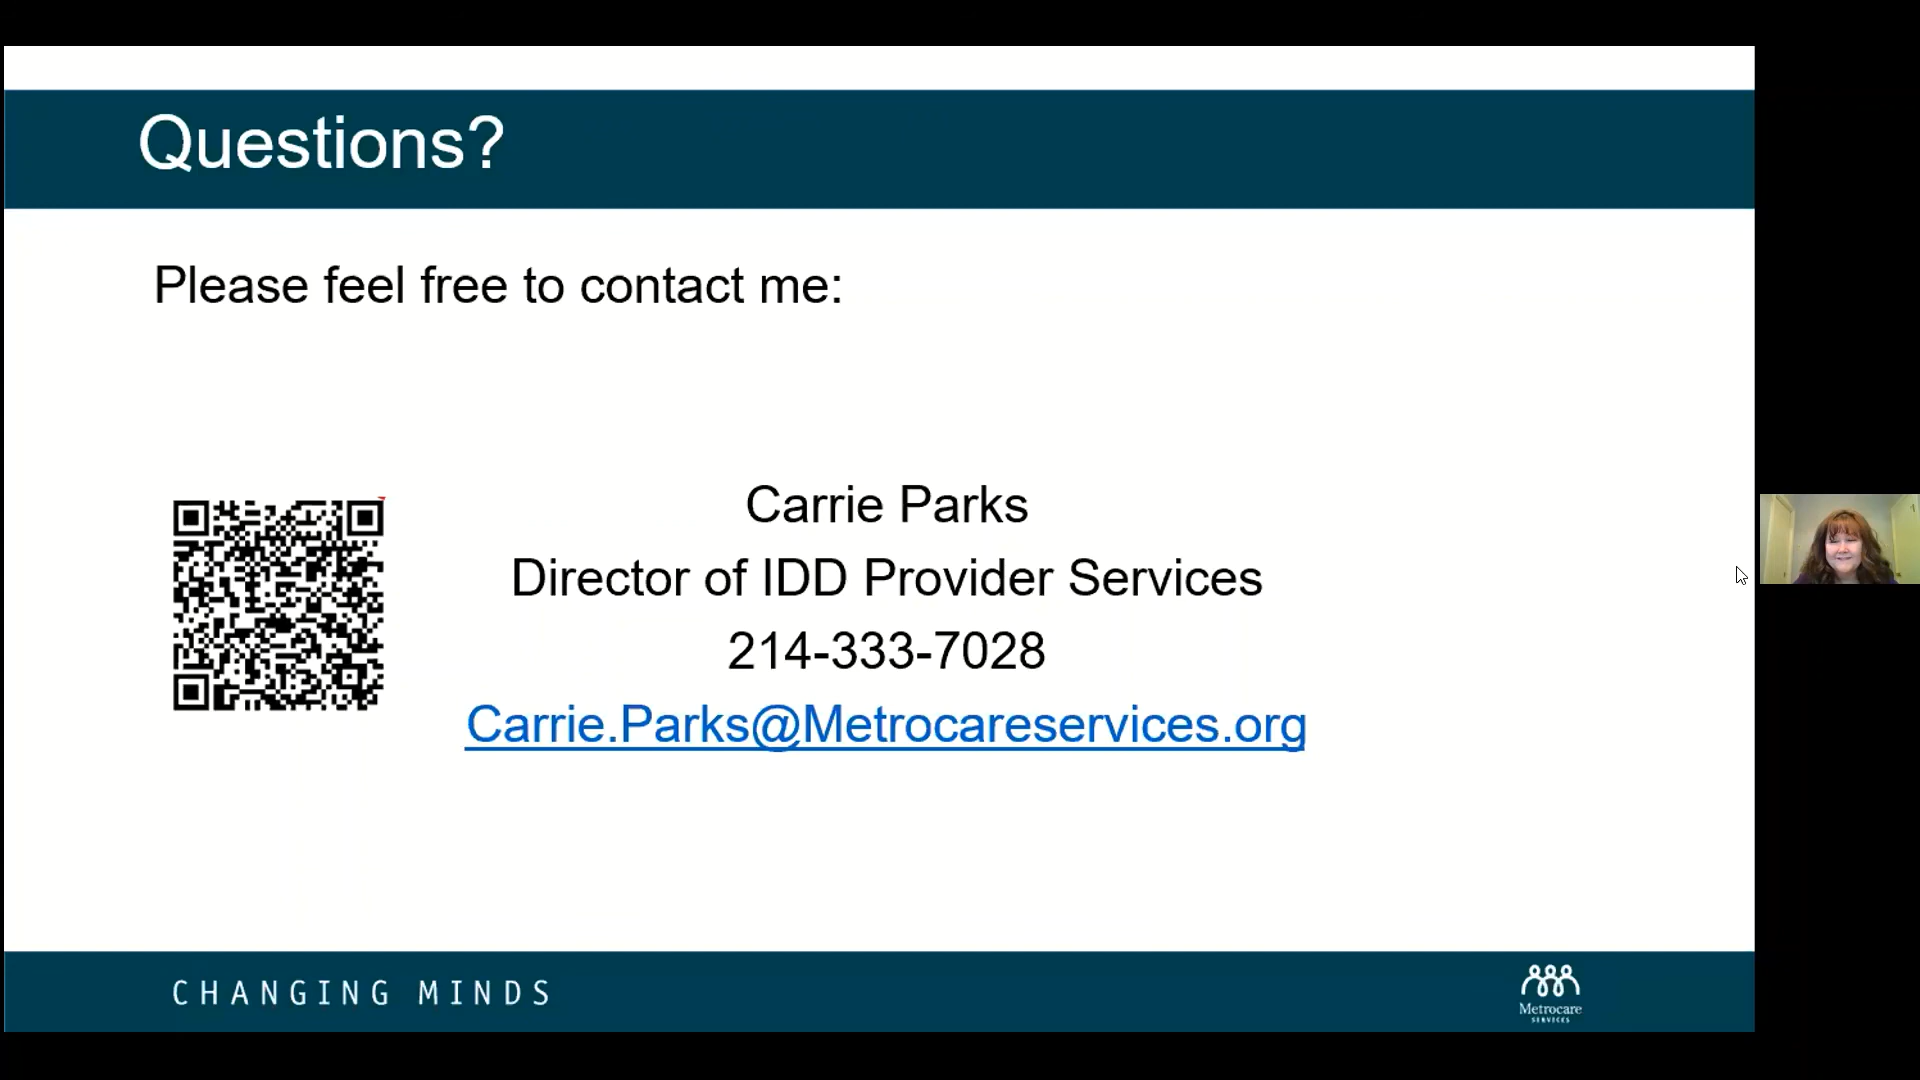 Questions?
Please feel free to contact me:
Carrie Parks
Director of IDD Provider Services
214-333-7028
Carrie.Parks@Metrocareservices.org
CHANGING MINDS
Metrocare
SERVICES